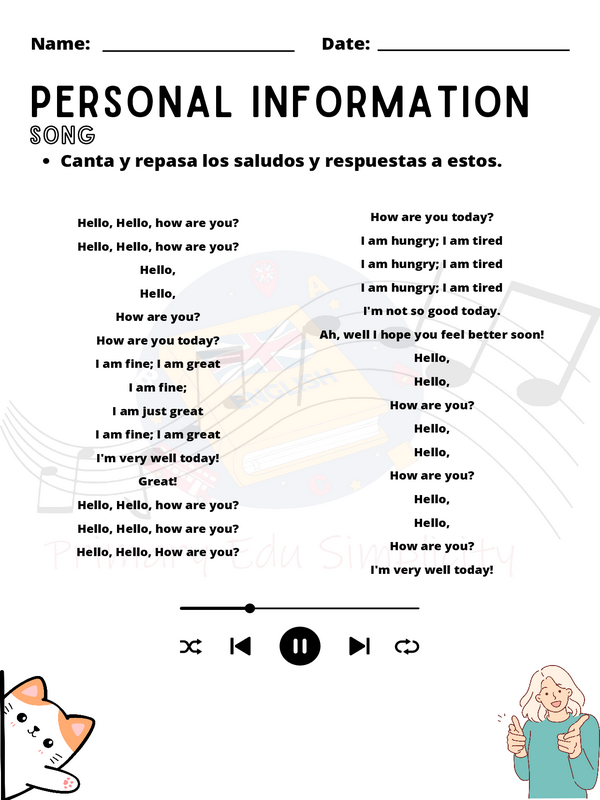 Name:
Date:
PERSONAL INFORMATION
SONG
• Canta y repasa los saludos y respuestas a estos.
Hello, Hello, how are you?
Hello, Hello, how are you?
Hello,
Hello,
How are you?
How are you today?
I am fine; I am great
I am fine;
I am just great
I am fine; I am great
I'm very well today!
Great!
Hello, Hello, how are you?
Hello, Hello, how are you?
Hello, Hello, How are you?
How are you today?
I am hungry; I am tired
I am hungry; I am tired
I am hungry; I am tired
I'm not so good today.
Ah, well I hope you feel better soon!
Hello,
Hello,
How are you?
Hello,
Hello,
How are you?
Hello,
Hello,
How are you?
I'm very well today!
ENGLISH
Primary Edu Simplicity